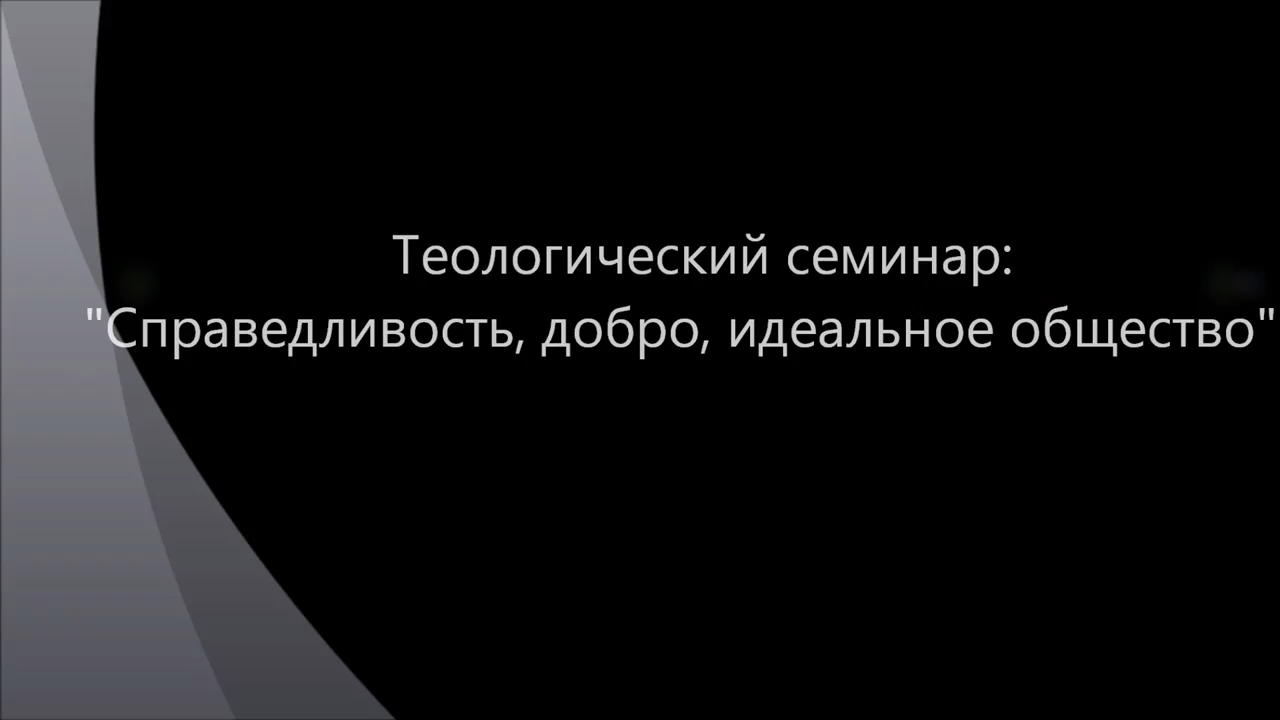 Теологический семинар:
"Справедливость, добро, идеальное общество"